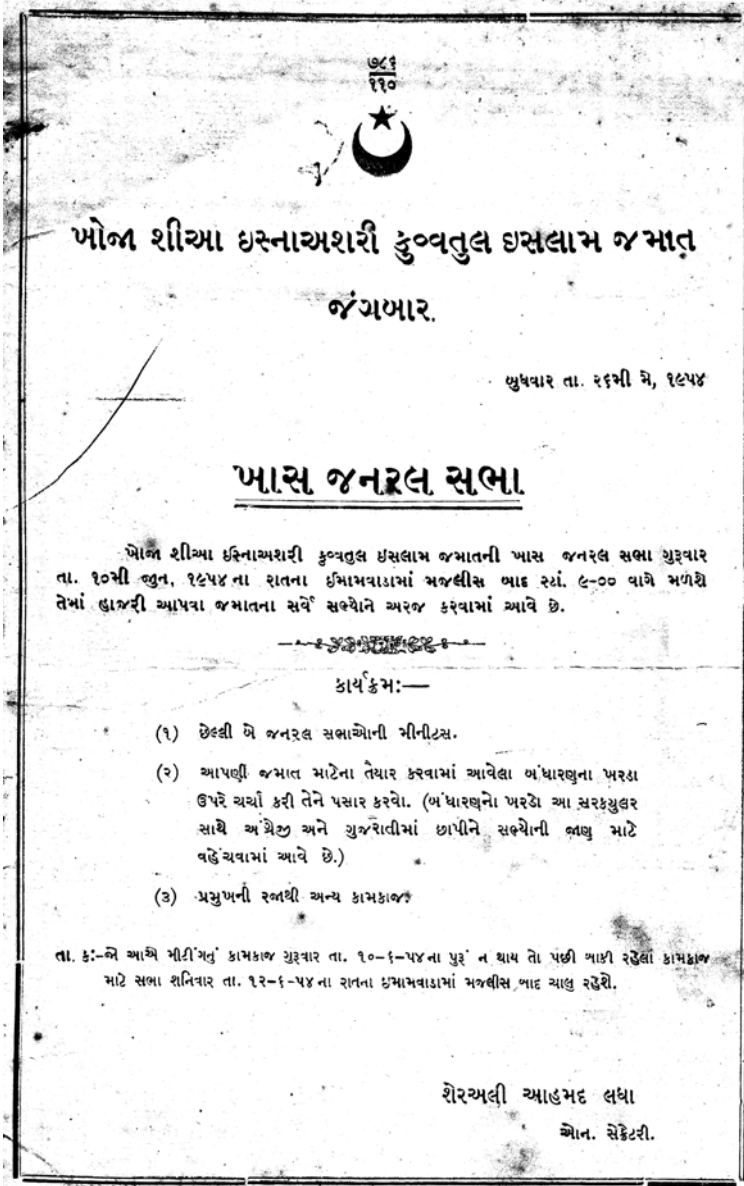 ૭૮૬
૧૧૦
ખોજા શીઆ ઇસ્નાઅશરી કુવ્વતુલ ઇસલામ જમાત
જંગબાર.
બુધવાર તા. ૨૬મી મે, ૧૯૫૪
ખાસ જનરલ સભા
ખોજા શીઆ ઈસ્નાઅશરી કુવ્વતુલ ઇસલામ જમાતની ખાસ જનરલ સભા ગુરૂવાર
તા. ૧૦મી જુન, ૧૯૫૪ના રાતના ઈમામવાડામાં મજલીસ બાદ સ્ટાં. ૯-૦૦ વાગે મળશે
તેમાં હાજરી આપવા જમાતના સર્વે સભ્યોને અરજ કરવામાં આવે છે.
કાર્યક્રમ:—
(૧) છેલ્લી બે જનરલ સભાઓની મીનીટસ.
(૨) આપણી જમાત માટેના તૈયાર કરવામાં આવેલા બંધારણના ખરડા
ઉપરે ચર્ચા કરી તેને પસાર કરવો. (બંધારણનો ખરડો આ સરક્યુલર
સાથે અંગ્રેજી અને ગુજરાતીમાં છાપીને સભ્યોની જાણ માટે
વહેંચવામાં આવે છે.)
(૩) પ્રમુખની રજાથી અન્ય કામકાજ.
તા. ક:-જો આએ મીટીંગનું કામકાજ ગુરૂવાર તા. ૧૦-૬-૫૪ના પુરૂં ન થાય તો પછી બાકી રહેલાં કામકાજ
માટે સભા શનિવાર તા. ૧૨-૬-૫૪ના રાતના ઇમામવાડામાં મજલીસ બાદ ચાલુ રહેશે.
શેરઅલી આહમદ લધા
ઓન. સેક્રેટરી.